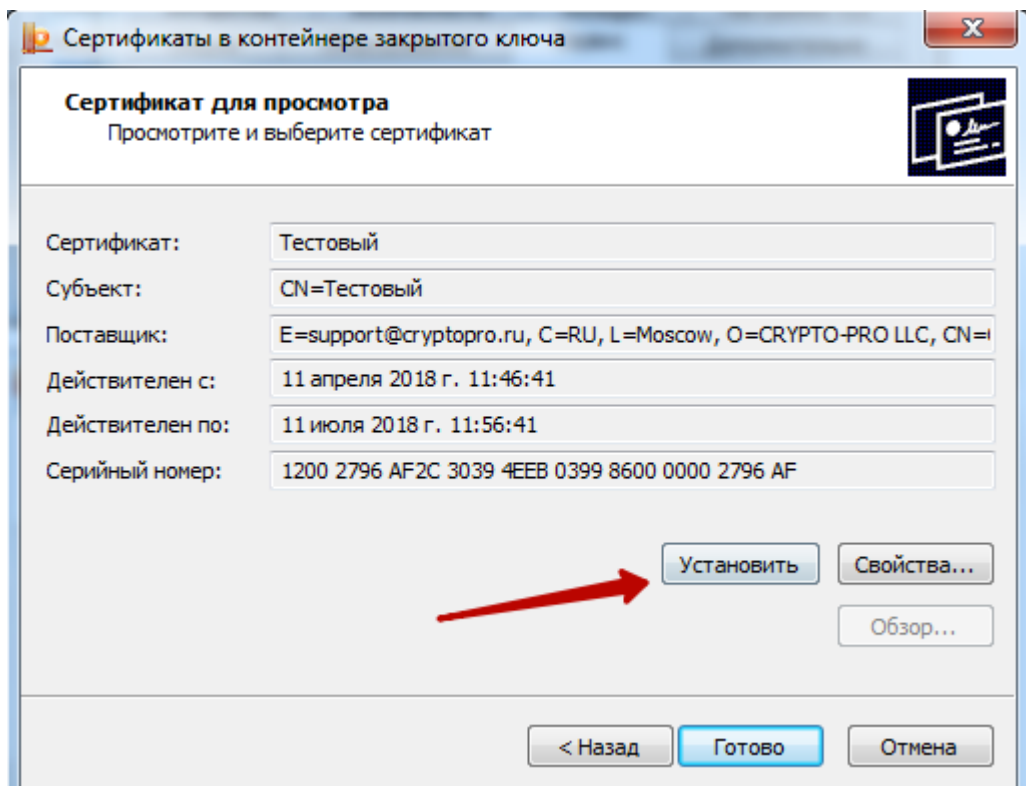 Сертификаты в контейнере закрытого ключа
Сертификат для просмотра
Просмотрите и выберите сертификат
Сертификат: Тестовый
Субъект: CN=Тестовый
Поставщик: E=support@cryptopro.ru, C=RU, L=Moscow, O=CRYPTO-PRO LLC, CN=
Действителен с: 11 апреля 2018 г. 11:46:41
Действителен по: 11 июля 2018 г. 11:56:41
Серийный номер: 1200 2796 AF2C 3039 4EEB 0399 8600 0000 2796 AF
Установить Свойства...
Обзор...
< Назад Готово Отмена